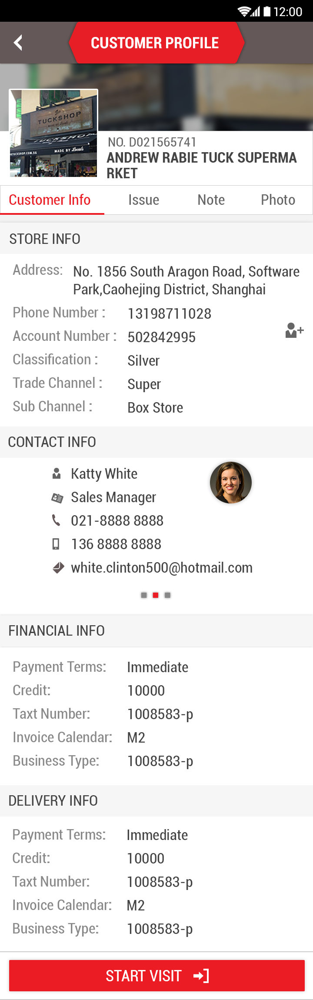 12:00
CUSTOMER PROFILE
TUCKSHOP
MADE BY Locals
TUCKSHOP
TUCKSHOP.COM.SG
MADE BY Locals
NO. D021565741
ANDREW RABIE TUCK SUPERMA
RKET
Customer Info Issue Note Photo
STORE INFO
Address: No. 1856 South Aragon Road, Software
Park,Caohejing District, Shanghai
Phone Number : 13198711028
Account Number : 502842995
Classification : Silver
Trade Channel : Super
Sub Channel : Box Store
CONTACT INFO
Katty White
Sales Manager
021-8888 8888
136 8888 8888
white.clinton500@hotmail.com
FINANCIAL INFO
Payment Terms: Immediate
Credit: 10000
Taxt Number: 1008583-p
Invoice Calendar: M2
Business Type: 1008583-p
DELIVERY INFO
Payment Terms: Immediate
Credit: 10000
Taxt Number: 1008583-p
Invoice Calendar: M2
Business Type: 1008583-p
START VISIT